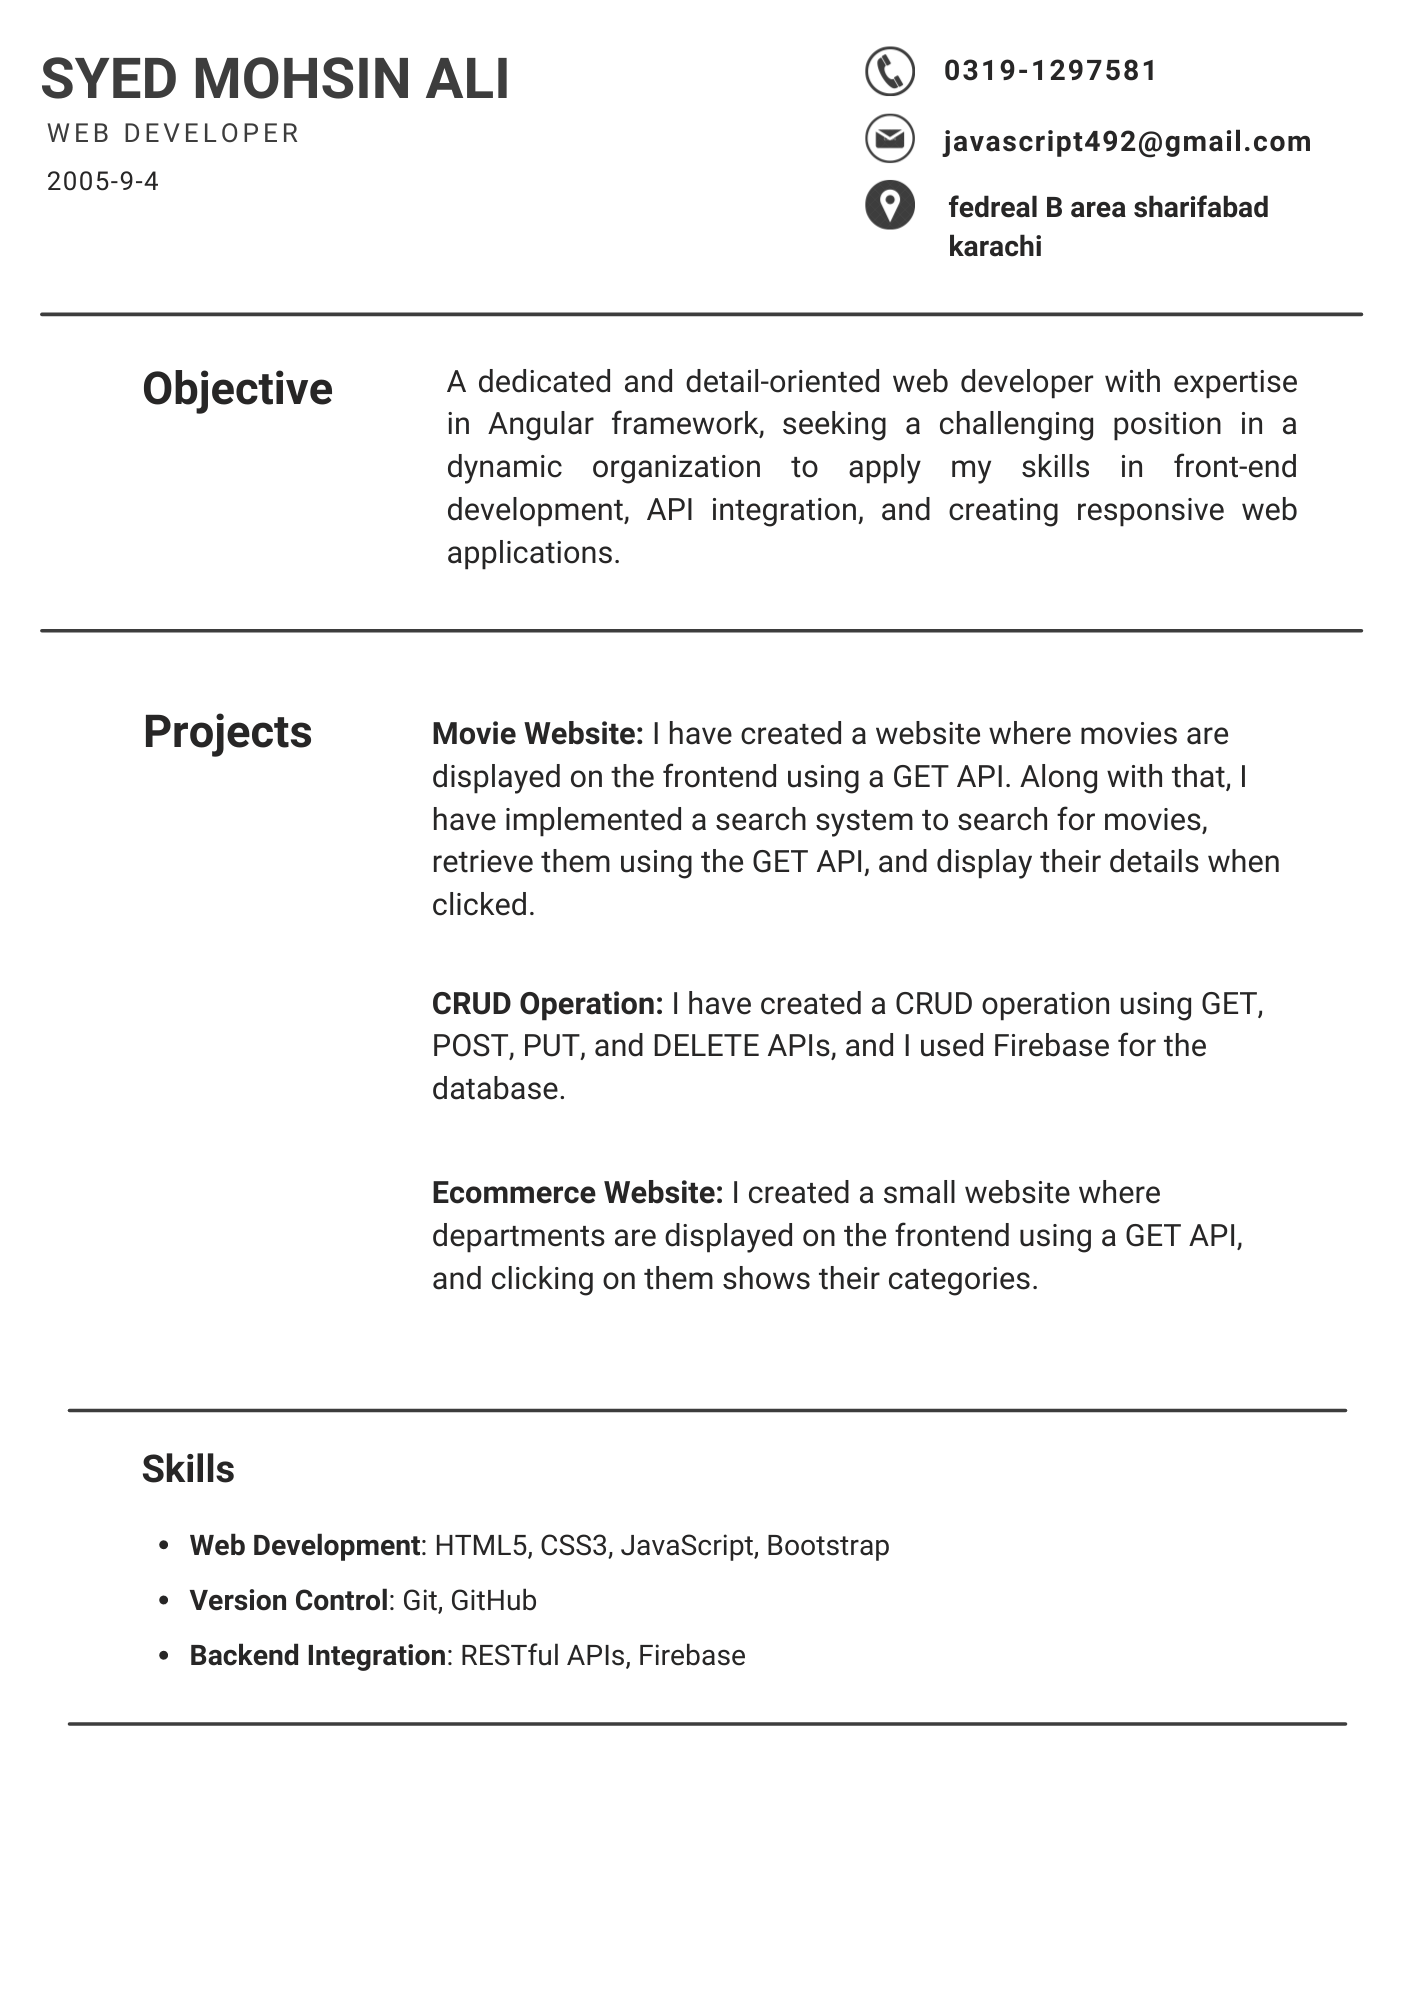 SYED MOHSIN ALI
WEB DEVELOPER
2005-9-4
0319-1297581
javascript492@gmail.com
fedreal B area sharifabad
karachi
Objective
A dedicated and detail-oriented web developer with expertise
in Angular framework, seeking a challenging position in a
dynamic organization to apply my skills in front-end
development, API integration, and creating responsive web
applications.
Projects
Movie Website: I have created a website where movies are
displayed on the frontend using a GET API. Along with that, I
have implemented a search system to search for movies,
retrieve them using the GET API, and display their details when
clicked.
CRUD Operation: I have created a CRUD operation using GET,
POST, PUT, and DELETE APIs, and I used Firebase for the
database.
Ecommerce Website: I created a small website where
departments are displayed on the frontend using a GET API,
and clicking on them shows their categories.
Skills
• Web Development: HTML5, CSS3, JavaScript, Bootstrap
• Version Control: Git, GitHub
• Backend Integration: RESTful APIs, Firebase